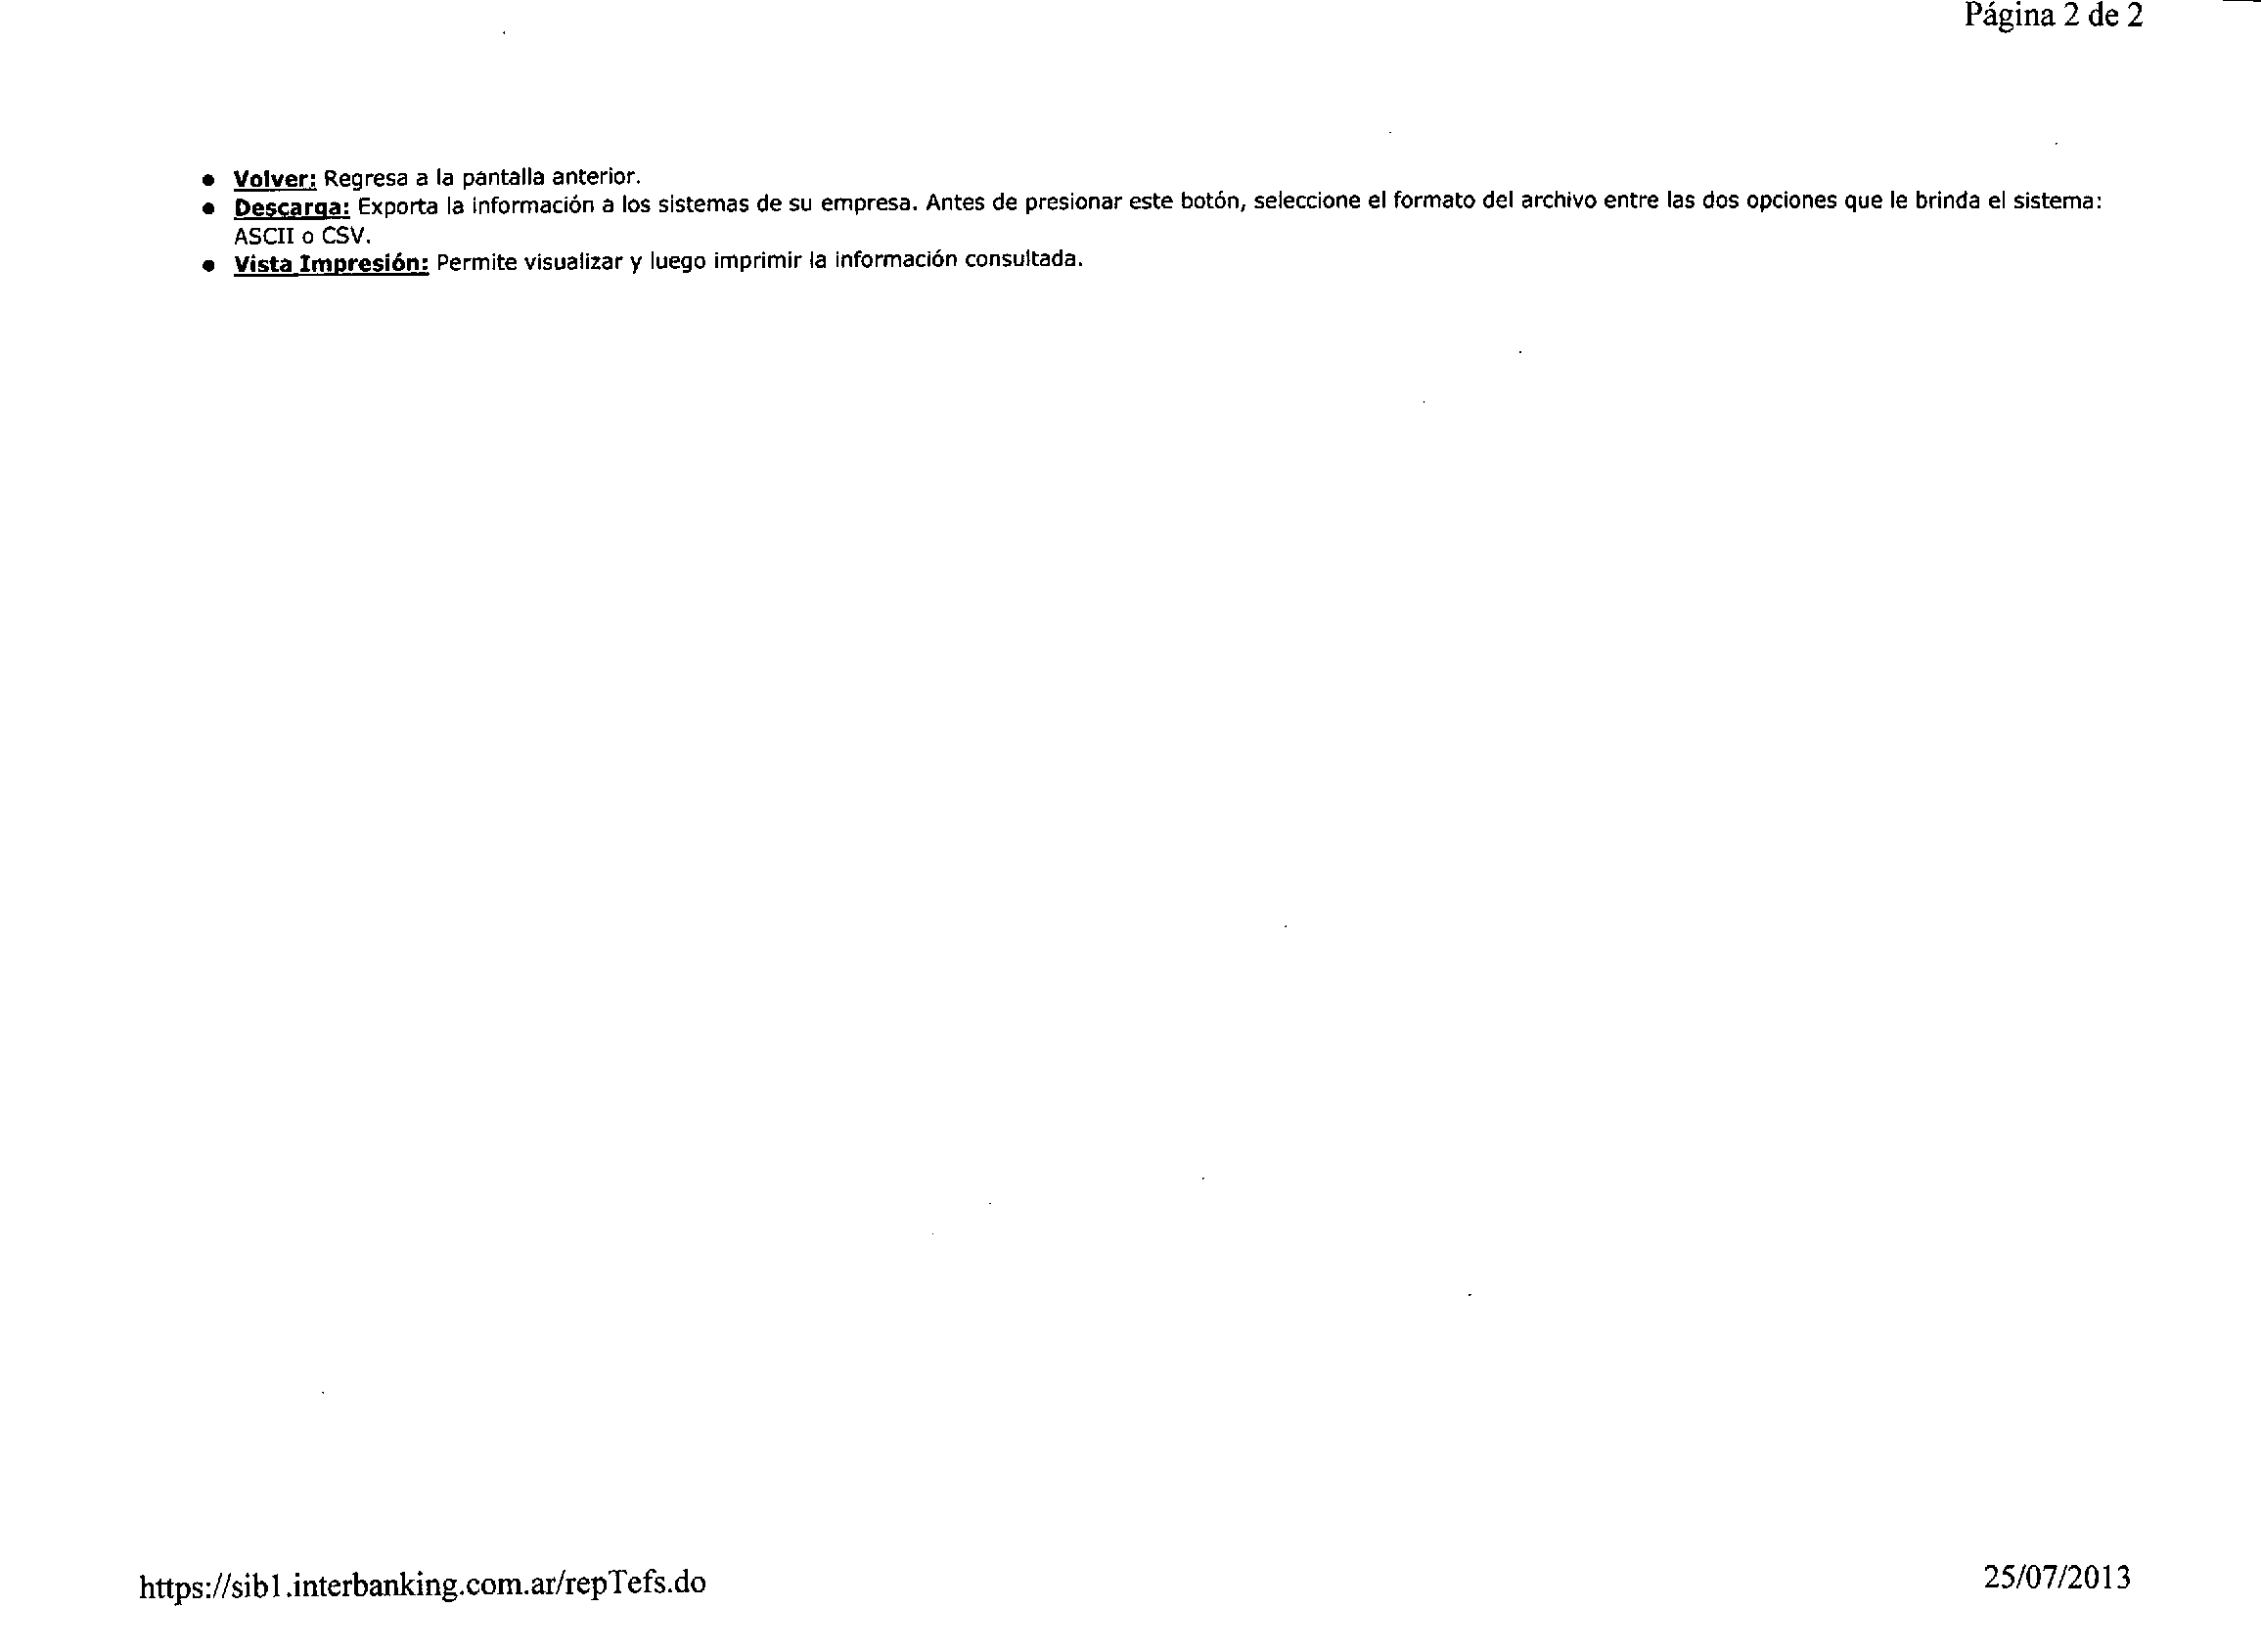 Página 2 de 2
• Volver: Regresa a la pantalla anterior.
• Descarga: Exporta la información a los sistemas de su empresa. Antes de presionar este botón, seleccione el formato del archivo entre las dos opciones que le brinda el sistema:
ASCII o CSV.
• Vista Impresión: Permite visualizar y luego imprimir la información consultada.
https://sib1.interbanking.com.ar/repTefs.do
25/07/2013